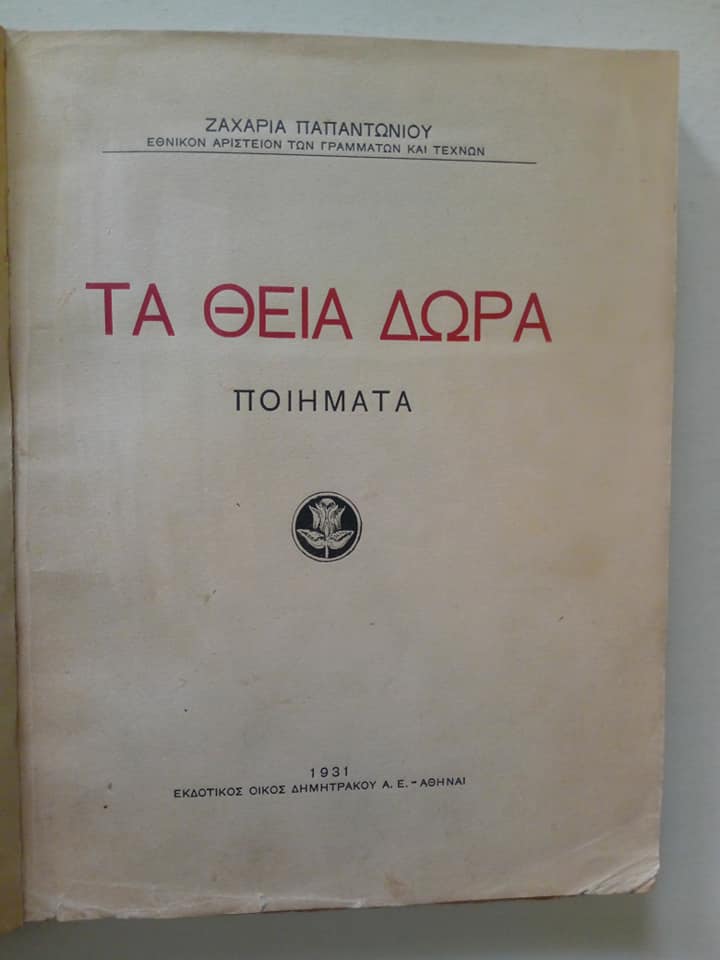 ΖΑΧΑΡΙΑ ΠΑΠΑΝΤΩΝΙΟΥ
ΕΘΝΙΚΟΝ ΑΡΙΣΤΕΙΟΝ ΤΩΝ ΓΡΑΜΜΑΤΩΝ ΚΑΙ ΤΕΧΝΩΝ
ΤΑ ΘΕΙΑ ΔΩΡΑ
ΠΟΙΗΜΑΤΑ
1931
ΕΚΔΟΤΙΚΟΣ ΟΙΚΟΣ ΔΗΜΗΤΡΑΚΟΥ Α. Ε. - ΑΘΗΝΑΙ